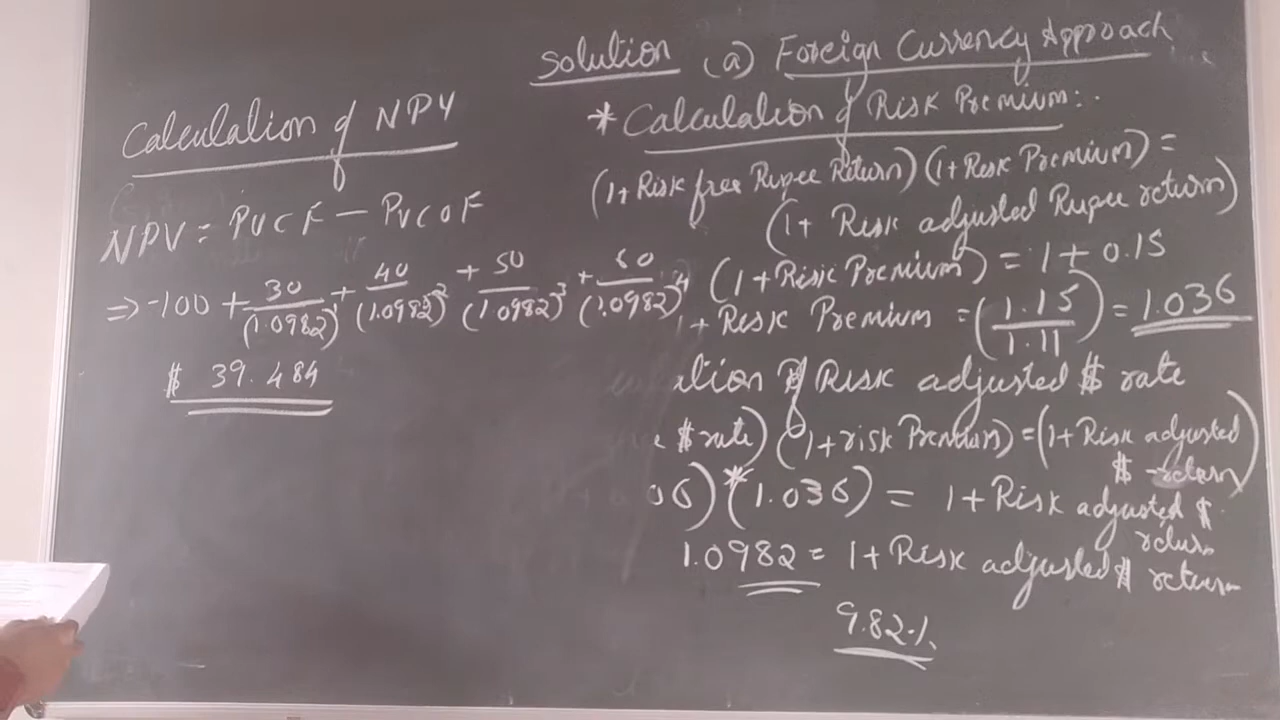 Solution (a) Foreign Currency Approach
* Calculation of Risk Premium:.
(1+Risk free Rupee Return)(1+Risk Premium) =
(1+ Risk adjusted Rupee return)
(1+Risk Premium) = 1 + 0.15
1+ Risk Premium = (1.15/1.11) = 1.036
lation of Risk adjusted $ rate
e $ rate) (1+risk Premium) = (1+ Risk adjusted $ return)
06) * (1.036) = 1+ Risk adjusted $ return
1.0982 = 1+ Risk adjusted $ return
9.82%
Calculation of NPV
NPV = PVCF - PVCOF
⇒ -100 + 30/(1.0982)^1 + 40/(1.0982)^2 + 50/(1.0982)^3 + 60/(1.0982)^4
$ 39.484